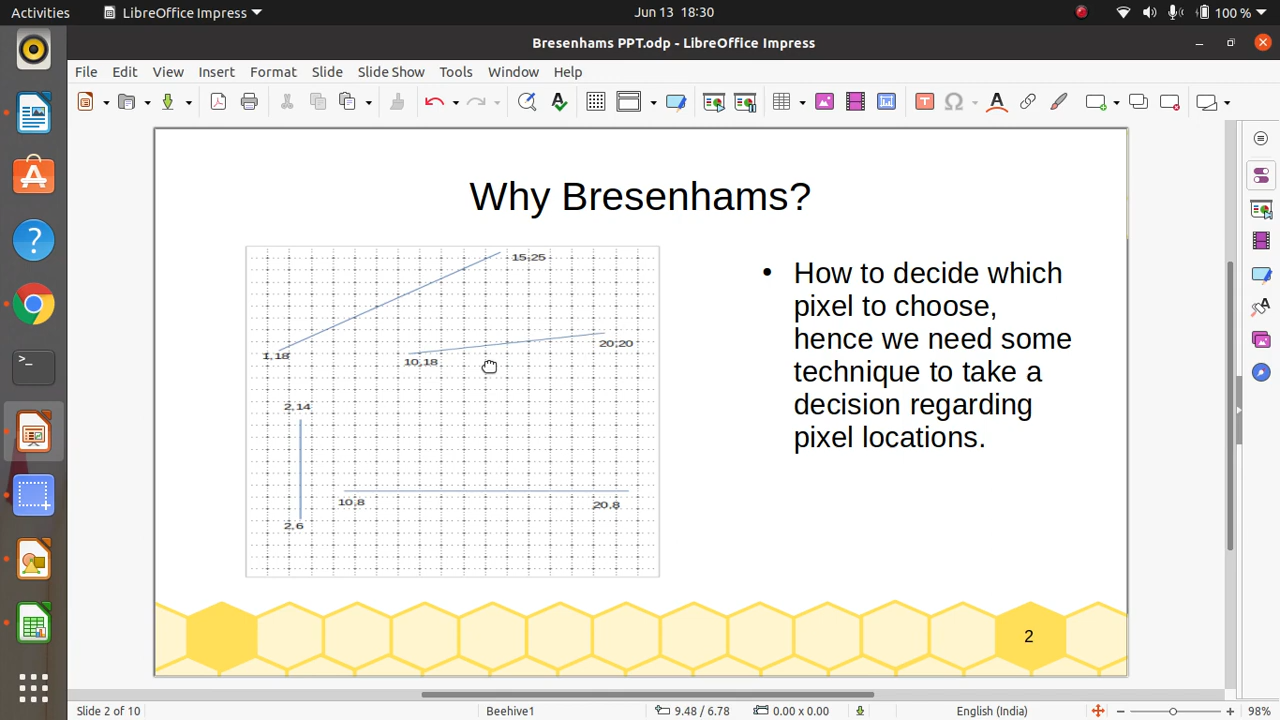 Activities
LibreOffice Impress
Jun 13 18:30
100 %
Bresenhams PPT.odp - LibreOffice Impress
File Edit View Insert Format Slide Slide Show Tools Window Help
Why Bresenhams?
15,25
1,18
10,18
20,20
2,14
10,8
20,8
2,6
• How to decide which
pixel to choose,
hence we need some
technique to take a
decision regarding
pixel locations.
2
Slide 2 of 10
Beehive1
9.48 / 6.78
0.00 x 0.00
English (India)
98%